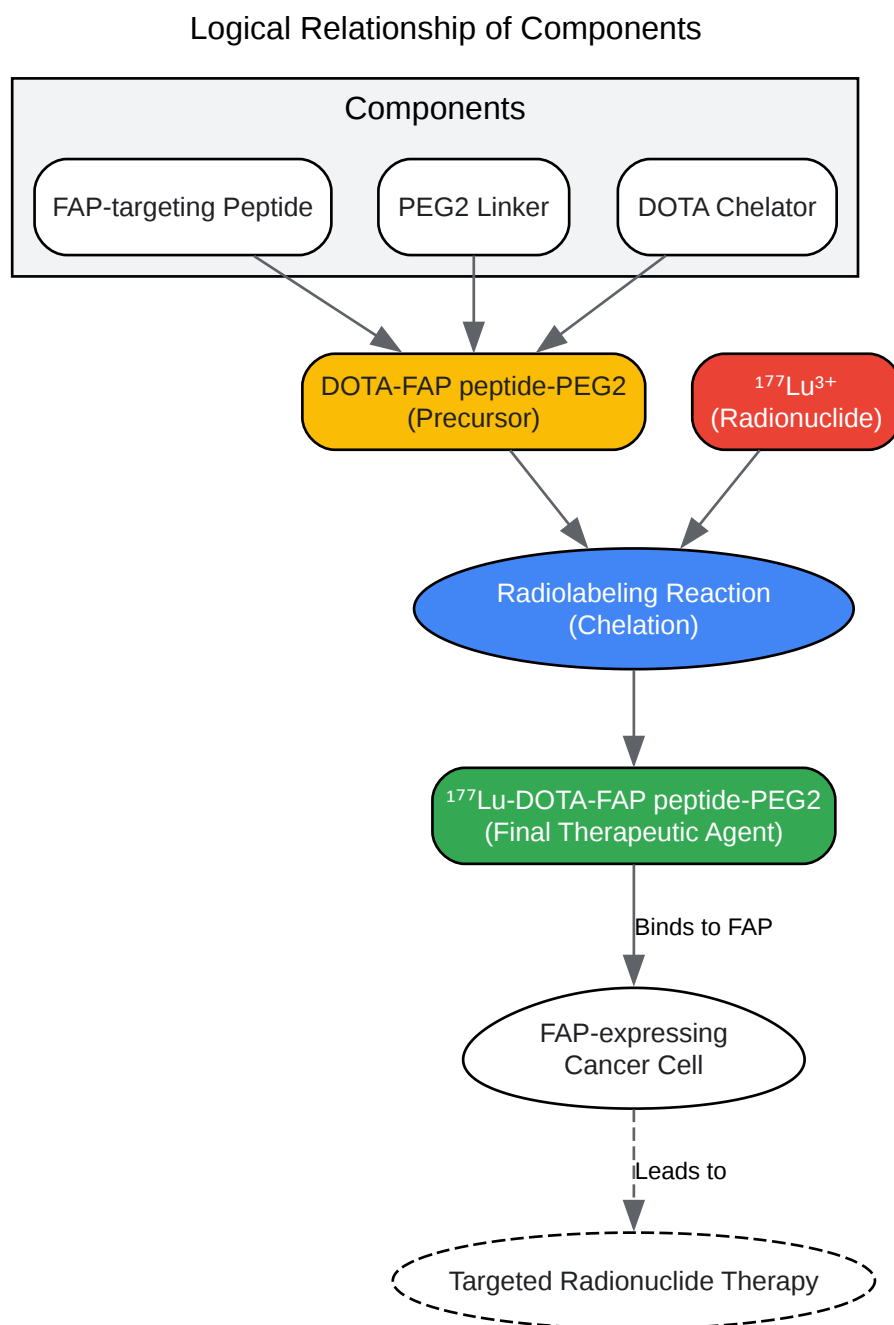 Logical Relationship of Components
Components
FAP-targeting Peptide
PEG2 Linker
DOTA Chelator
DOTA-FAP peptide-PEG2
(Precursor)
¹⁷⁷Lu³⁺
(Radionuclide)
Radiolabeling Reaction
(Chelation)
¹⁷⁷Lu-DOTA-FAP peptide-PEG2
(Final Therapeutic Agent)
Binds to FAP
FAP-expressing
Cancer Cell
Leads to
Targeted Radionuclide Therapy